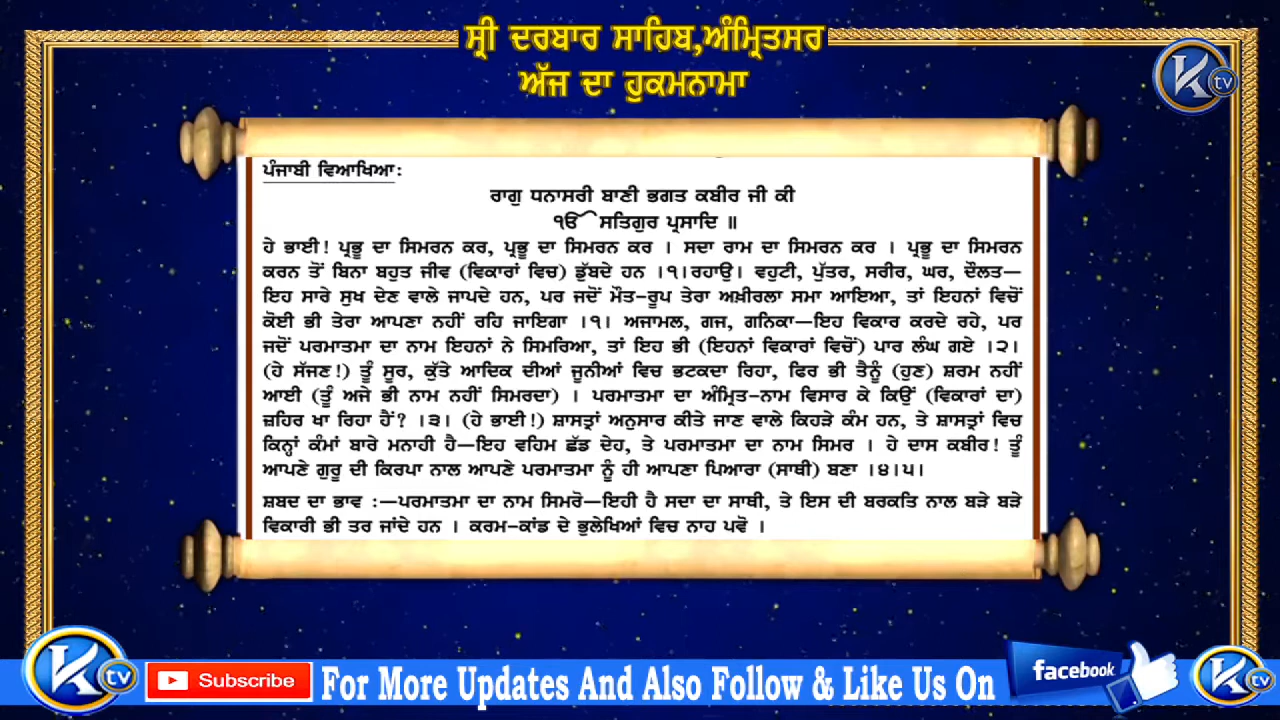 ਸ੍ਰੀ ਦਰਬਾਰ ਸਾਹਿਬ,ਅੰਮ੍ਰਿਤਸਰ
ਅੱਜ ਦਾ ਹੁਕਮਨਾਮਾ
K tv
ਪੰਜਾਬੀ ਵਿਆਖਿਆ:
ਰਾਗੁ ਧਨਾਸਰੀ ਬਾਣੀ ਭਗਤ ਕਬੀਰ ਜੀ ਕੀ
ੴ ਸਤਿਗੁਰ ਪ੍ਰਸਾਦਿ ॥
ਹੇ ਭਾਈ! ਪ੍ਰਭੂ ਦਾ ਸਿਮਰਨ ਕਰ, ਪ੍ਰਭੂ ਦਾ ਸਿਮਰਨ ਕਰ । ਸਦਾ ਰਾਮ ਦਾ ਸਿਮਰਨ ਕਰ । ਪ੍ਰਭੂ ਦਾ ਸਿਮਰਨ
ਕਰਨ ਤੋਂ ਬਿਨਾ ਬਹੁਤ ਜੀਵ (ਵਿਕਾਰਾਂ ਵਿਚ) ਡੁੱਬਦੇ ਹਨ ।੧।ਰਹਾਉ। ਵਹੁਟੀ, ਪੁੱਤਰ, ਸਰੀਰ, ਘਰ, ਦੌਲਤ—
ਇਹ ਸਾਰੇ ਸੁਖ ਦੇਣ ਵਾਲੇ ਜਾਪਦੇ ਹਨ, ਪਰ ਜਦੋਂ ਮੌਤ-ਰੂਪ ਤੇਰਾ ਅਖ਼ੀਰਲਾ ਸਮਾ ਆਇਆ, ਤਾਂ ਇਹਨਾਂ ਵਿਚੋਂ
ਕੋਈ ਭੀ ਤੇਰਾ ਆਪਣਾ ਨਹੀਂ ਰਹਿ ਜਾਇਗਾ ।੧। ਅਜਾਮਲ, ਗਜ, ਗਨਿਕਾ—ਇਹ ਵਿਕਾਰ ਕਰਦੇ ਰਹੇ, ਪਰ
ਜਦੋਂ ਪਰਮਾਤਮਾ ਦਾ ਨਾਮ ਇਹਨਾਂ ਨੇ ਸਿਮਰਿਆ, ਤਾਂ ਇਹ ਭੀ (ਇਹਨਾਂ ਵਿਕਾਰਾਂ ਵਿਚੋਂ) ਪਾਰ ਲੰਘ ਗਏ ।੨।
(ਹੇ ਸੱਜਣ!) ਤੂੰ ਸੂਰ, ਕੁੱਤੇ ਆਦਿਕ ਦੀਆਂ ਜੂਨੀਆਂ ਵਿਚ ਭਟਕਦਾ ਰਿਹਾ, ਫਿਰ ਭੀ ਤੈਨੂੰ (ਹੁਣ) ਸ਼ਰਮ ਨਹੀਂ
ਆਈ (ਤੂੰ ਅਜੇ ਭੀ ਨਾਮ ਨਹੀਂ ਸਿਮਰਦਾ) । ਪਰਮਾਤਮਾ ਦਾ ਅੰਮ੍ਰਿਤ-ਨਾਮ ਵਿਸਾਰ ਕੇ ਕਿਉਂ (ਵਿਕਾਰਾਂ ਦਾ)
ਜ਼ਹਿਰ ਖਾ ਰਿਹਾ ਹੈਂ? ।੩। (ਹੇ ਭਾਈ!) ਸ਼ਾਸਤ੍ਰਾਂ ਅਨੁਸਾਰ ਕੀਤੇ ਜਾਣ ਵਾਲੇ ਕਿਹੜੇ ਕੰਮ ਹਨ, ਤੇ ਸ਼ਾਸਤ੍ਰਾਂ ਵਿਚ
ਕਿਨ੍ਹਾਂ ਕੰਮਾਂ ਬਾਰੇ ਮਨਾਹੀ ਹੈ—ਇਹ ਵਹਿਮ ਛੱਡ ਦੇਹ, ਤੇ ਪਰਮਾਤਮਾ ਦਾ ਨਾਮ ਸਿਮਰ । ਹੇ ਦਾਸ ਕਬੀਰ! ਤੂੰ
ਆਪਣੇ ਗੁਰੂ ਦੀ ਕਿਰਪਾ ਨਾਲ ਆਪਣੇ ਪਰਮਾਤਮਾ ਨੂੰ ਹੀ ਆਪਣਾ ਪਿਆਰਾ (ਸਾਥੀ) ਬਣਾ ।੪।੫।
ਸ਼ਬਦ ਦਾ ਭਾਵ :—ਪਰਮਾਤਮਾ ਦਾ ਨਾਮ ਸਿਮਰੋ—ਇਹੀ ਹੈ ਸਦਾ ਦਾ ਸਾਥੀ, ਤੇ ਇਸ ਦੀ ਬਰਕਤਿ ਨਾਲ ਬੜੇ ਬੜੇ
ਵਿਕਾਰੀ ਭੀ ਤਰ ਜਾਂਦੇ ਹਨ । ਕਰਮ-ਕਾਂਡ ਦੇ ਭੁਲੇਖਿਆਂ ਵਿਚ ਨਾਹ ਪਵੋ ।
K tv Subscribe For More Updates And Also Follow & Like Us On facebook K tv